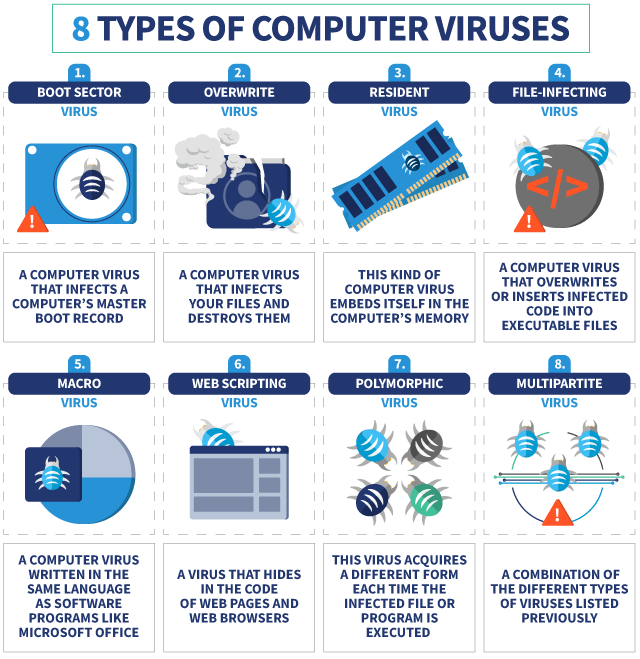 8 TYPES OF COMPUTER VIRUSES
1.
BOOT SECTOR
VIRUS
!
A COMPUTER VIRUS
THAT INFECTS A
COMPUTER'S MASTER
BOOT RECORD
2.
OVERWRITE
VIRUS
A COMPUTER VIRUS
THAT INFECTS
YOUR FILES AND
DESTROYS THEM
3.
RESIDENT
VIRUS
THIS KIND OF
COMPUTER VIRUS
EMBEDS ITSELF IN THE
COMPUTER'S MEMORY
4.
FILE-INFECTING
VIRUS
</>
!
A COMPUTER VIRUS
THAT OVERWRITES
OR INSERTS INFECTED
CODE INTO
EXECUTABLE FILES
5.
MACRO
VIRUS
A COMPUTER VIRUS
WRITTEN IN THE
SAME LANGUAGE
AS SOFTWARE
PROGRAMS LIKE
MICROSOFT OFFICE
6.
WEB SCRIPTING
VIRUS
A VIRUS THAT HIDES
IN THE CODE
OF WEB PAGES AND
WEB BROWSERS
7.
POLYMORPHIC
VIRUS
THIS VIRUS ACQUIRES
A DIFFERENT FORM
EACH TIME THE
INFECTED FILE OR
PROGRAM IS
EXECUTED
8.
MULTIPARTITE
VIRUS
!
A COMBINATION OF
THE DIFFERENT TYPES
OF VIRUSES LISTED
PREVIOUSLY